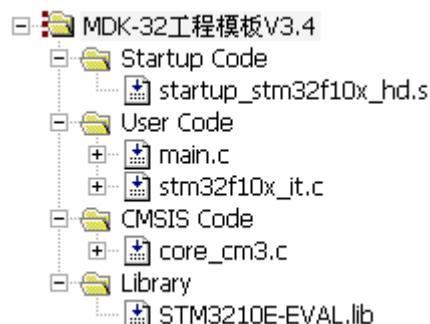 MDK-32工程模板V3.4
Startup Code
startup_stm32f10x_hd.s
User Code
main.c
stm32f10x_it.c
CMSIS Code
core_cm3.c
Library
STM3210E-EVAL.lib